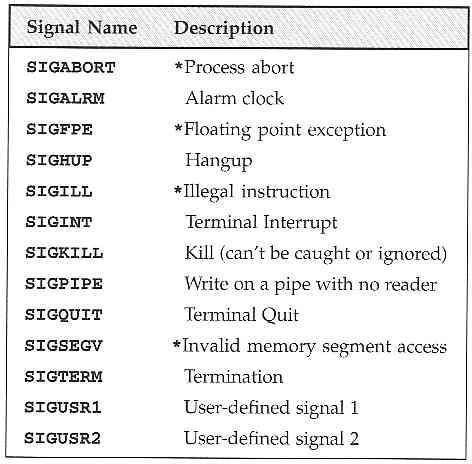 Signal Name Description
SIGABORT *Process abort
SIGALRM Alarm clock
SIGFPE *Floating point exception
SIGHUP Hangup
SIGILL *Illegal instruction
SIGINT Terminal Interrupt
SIGKILL Kill (can't be caught or ignored)
SIGPIPE Write on a pipe with no reader
SIGQUIT Terminal Quit
SIGSEGV *Invalid memory segment access
SIGTERM Termination
SIGUSR1 User-defined signal 1
SIGUSR2 User-defined signal 2